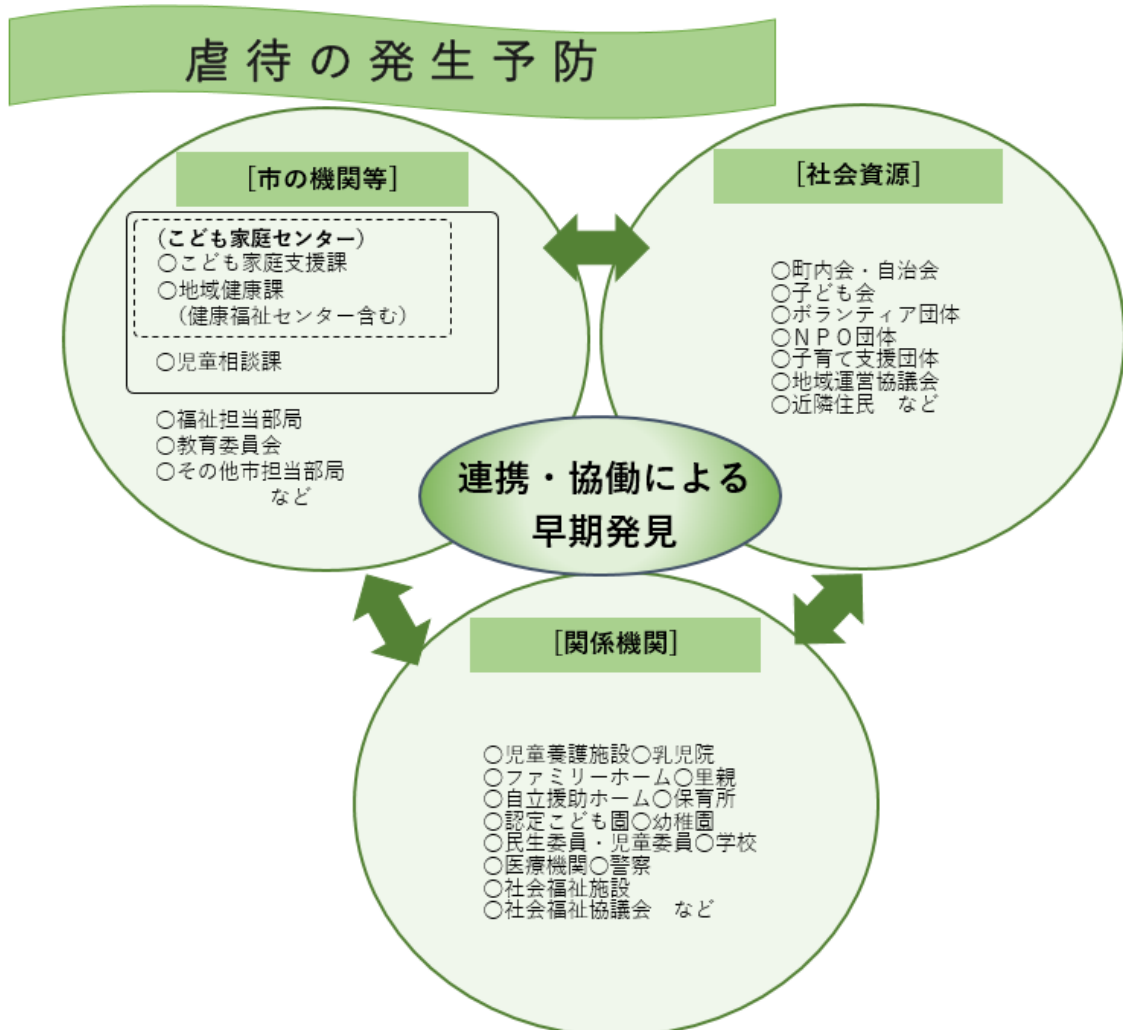 虐待の発生予防
[市の機関等]
(こども家庭センター)
○こども家庭支援課
○地域健康課
(健康福祉センター含む)
○児童相談課
○福祉担当部局
○教育委員会
○その他市担当部局
など
[社会資源]
○町内会・自治会
○子ども会
○ボランティア団体
○NPO団体
○子育て支援団体
○地域運営協議会
○近隣住民　など
連携・協働による
早期発見
[関係機関]
○児童養護施設○乳児院
○ファミリーホーム○里親
○自立援助ホーム○保育所
○認定こども園○幼稚園
○民生委員・児童委員○学校
○医療機関○警察
○社会福祉施設
○社会福祉協議会　など